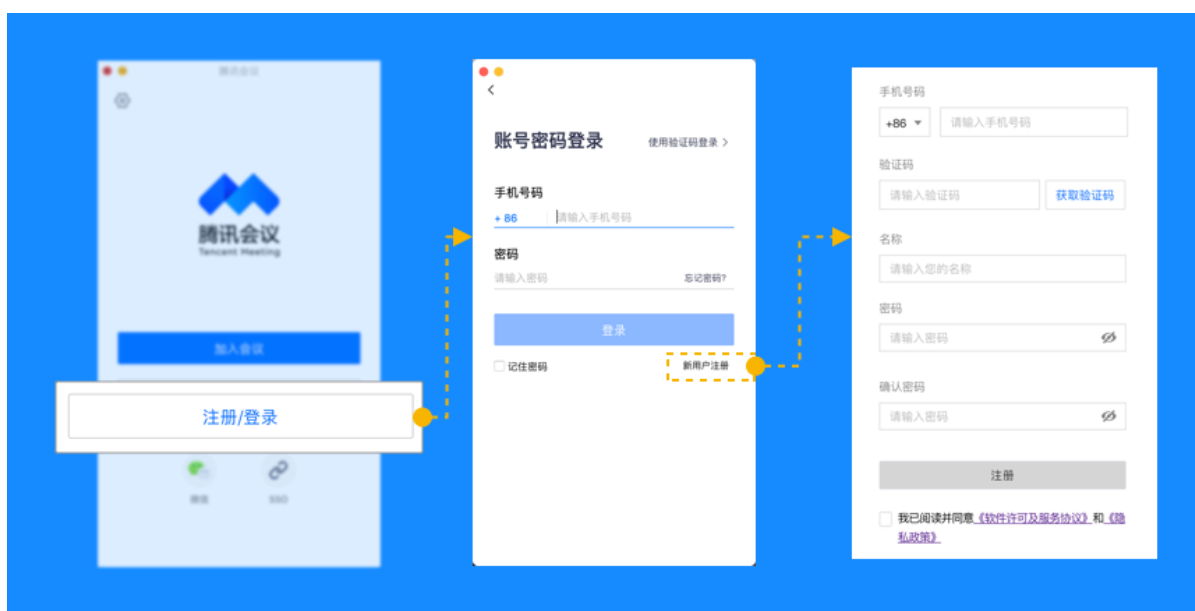 腾讯会议
腾讯会议
Tencent Meeting
加入会议
注册/登录
微信
SSO
账号密码登录
使用验证码登录 >
手机号码
+ 86
请输入手机号码
密码
请输入密码
忘记密码?
登录
记住密码
新用户注册
手机号码
+86
请输入手机号码
验证码
请输入验证码
获取验证码
名称
请输入您的名称
密码
请输入密码
确认密码
请输入密码
注册
我已阅读并同意《软件许可及服务协议》和《隐
私政策》